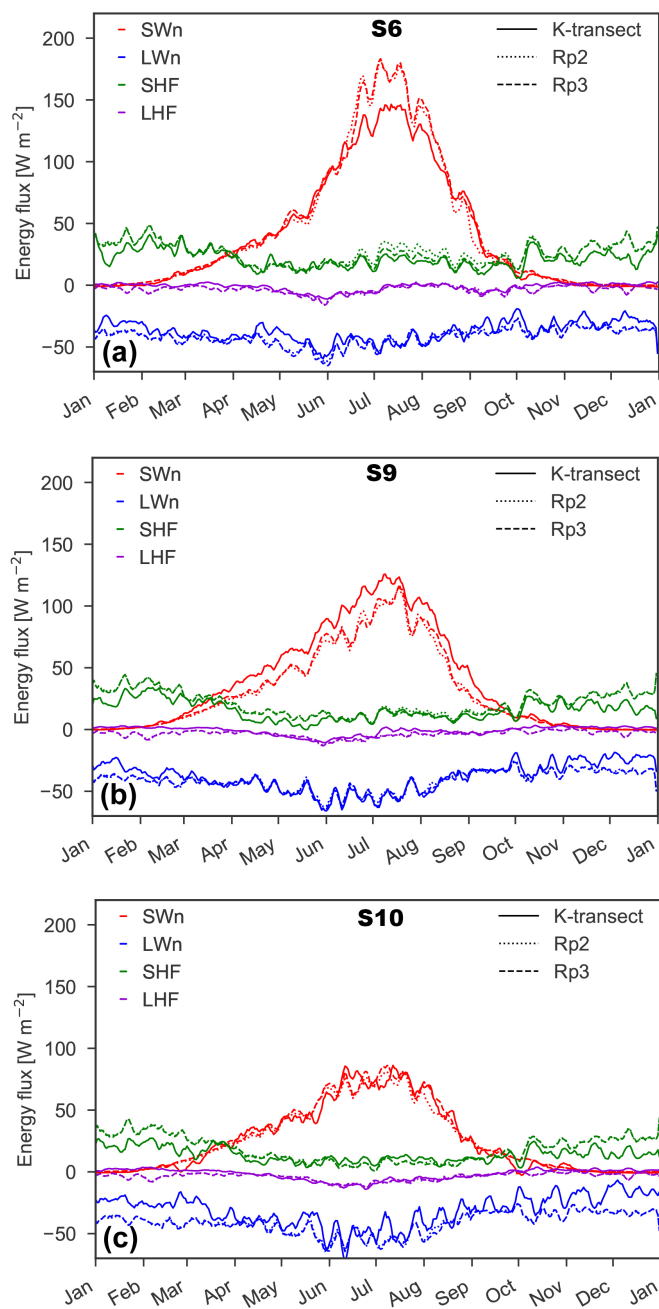 S6
SWn
LWn
SHF
LHF
K-transect
Rp2
Rp3
Energy flux [W m−2]
200
150
100
50
0
−50
(a)
Jan Feb Mar Apr May Jun Jul Aug Sep Oct Nov Dec Jan
S9
SWn
LWn
SHF
LHF
K-transect
Rp2
Rp3
Energy flux [W m−2]
200
150
100
50
0
−50
(b)
Jan Feb Mar Apr May Jun Jul Aug Sep Oct Nov Dec Jan
S10
SWn
LWn
SHF
LHF
K-transect
Rp2
Rp3
Energy flux [W m−2]
200
150
100
50
0
−50
(c)
Jan Feb Mar Apr May Jun Jul Aug Sep Oct Nov Dec Jan